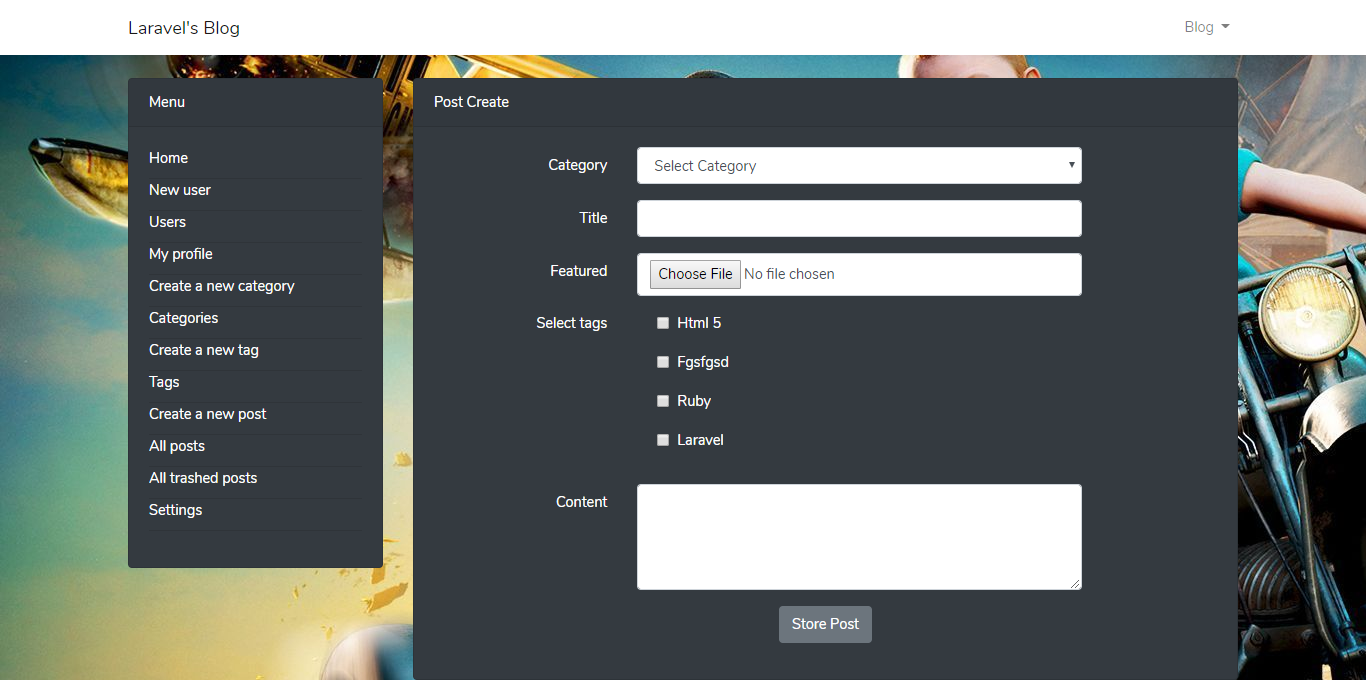 Laravel's Blog
Blog
Menu
Home
New user
Users
My profile
Create a new category
Categories
Create a new tag
Tags
Create a new post
All posts
All trashed posts
Settings
Post Create
Category Select Category
Title
Featured Choose File No file chosen
Select tags Html 5
Fgsfgsd
Ruby
Laravel
Content
Store Post